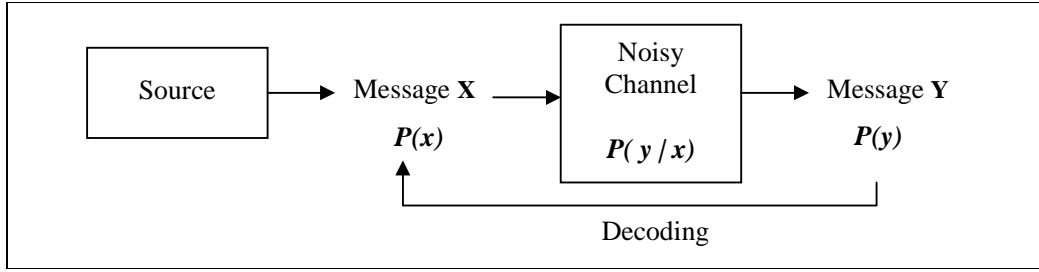 Source
Message X
P(x)
Noisy
Channel
P( y / x)
Message Y
P(y)
Decoding